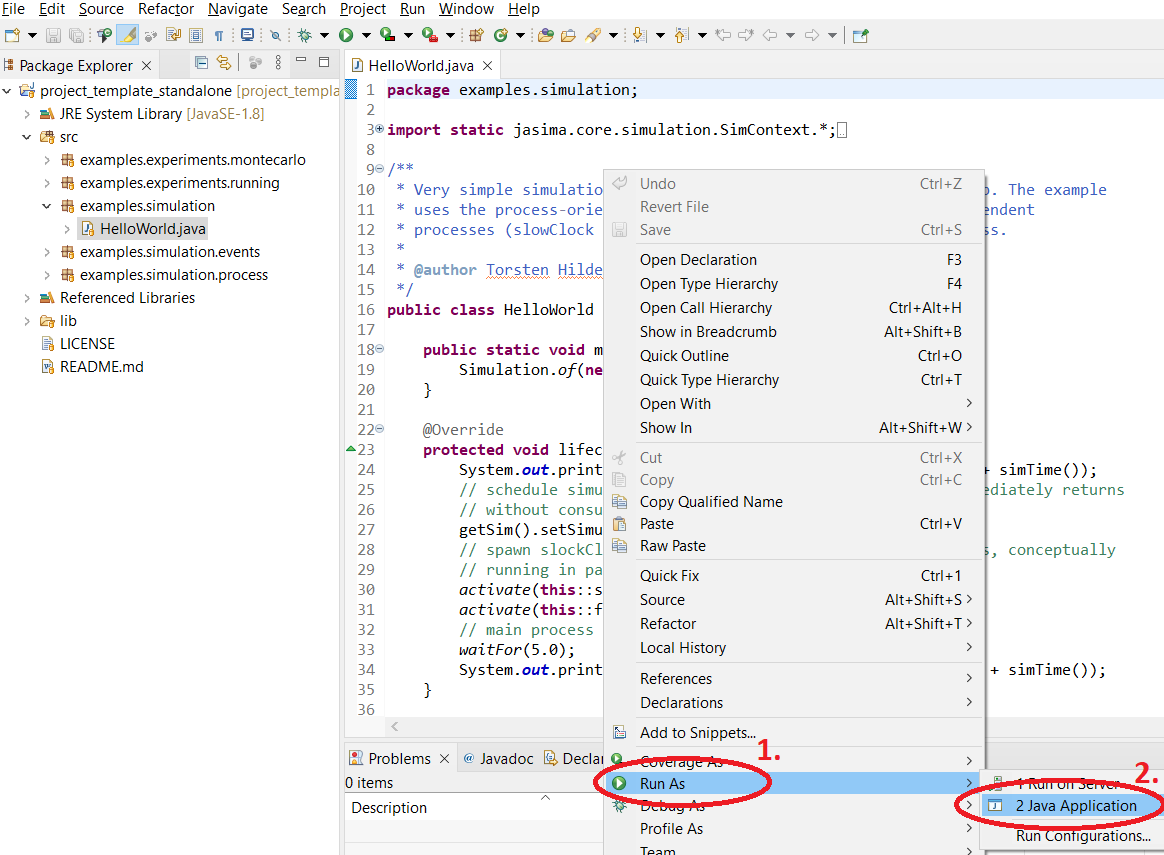 File Edit Source Refactor Navigate Search Project Run Window Help
Package Explorer
project_template_standalone [project_templa
JRE System Library [JavaSE-1.8]
src
examples.experiments.montecarlo
examples.experiments.running
examples.simulation
HelloWorld.java
examples.simulation.events
examples.simulation.process
Referenced Libraries
lib
LICENSE
README.md
HelloWorld.java
1 package examples.simulation;
2
3 import static jasima.core.simulation.SimContext.*;
8
9 /**
10 * Very simple simulatio o. The example
11 * uses the process-orie endent
12 * processes (slowClock ss.
13 *
14 * @author Torsten Hilde
15 */
16 public class HelloWorld
17
18 public static void m
19 Simulation.of(ne
20 }
21
22 @Override
23 protected void lifec
24 System.out.print + simTime());
25 // schedule simu ediately returns
26 // without consu
27 getSim().setSimu
28 // spawn slockCl s, conceptually
29 // running in pa
30 activate(this::s
31 activate(this::f
32 // main process
33 waitFor(5.0);
34 System.out.print + simTime());
35 }
36
Undo Ctrl+Z
Revert File
Save Ctrl+S
Open Declaration F3
Open Type Hierarchy F4
Open Call Hierarchy Ctrl+Alt+H
Show in Breadcrumb Alt+Shift+B
Quick Outline Ctrl+O
Quick Type Hierarchy Ctrl+T
Open With
Show In Alt+Shift+W
Cut Ctrl+X
Copy Ctrl+C
Copy Qualified Name
Paste Ctrl+V
Raw Paste
Quick Fix Ctrl+1
Source Alt+Shift+S
Refactor Alt+Shift+T
Local History
References
Declarations
Add to Snippets...
Coverage As
1.
Run As
Debug As
Profile As
Team
1 Run on Server
2.
2 Java Application
Run Configurations...
Problems @ Javadoc Declar
0 items
Description